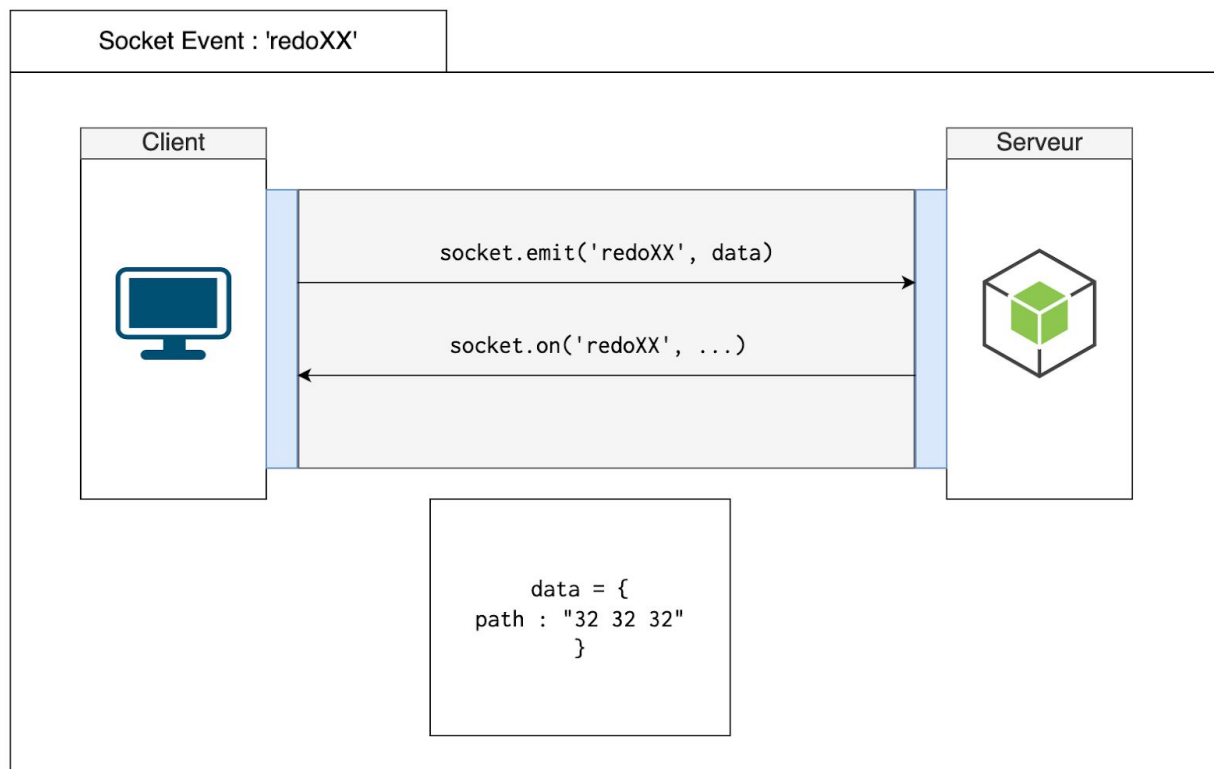 Socket Event : 'redoXX'
Client
Serveur
socket.emit('redoXX', data)
socket.on('redoXX', ...)
data = {
path : "32 32 32"
}